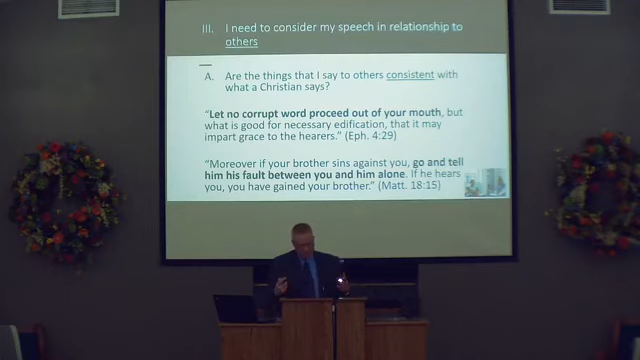 III. I need to consider my speech in relationship to
others
A. Are the things that I say to others consistent with
what a Christian says?
“Let no corrupt word proceed out of your mouth, but
what is good for necessary edification, that it may
impart grace to the hearers.” (Eph. 4:29)
“Moreover if your brother sins against you, go and tell
him his fault between you and him alone. If he hears
you, you have gained your brother.” (Matt. 18:15)